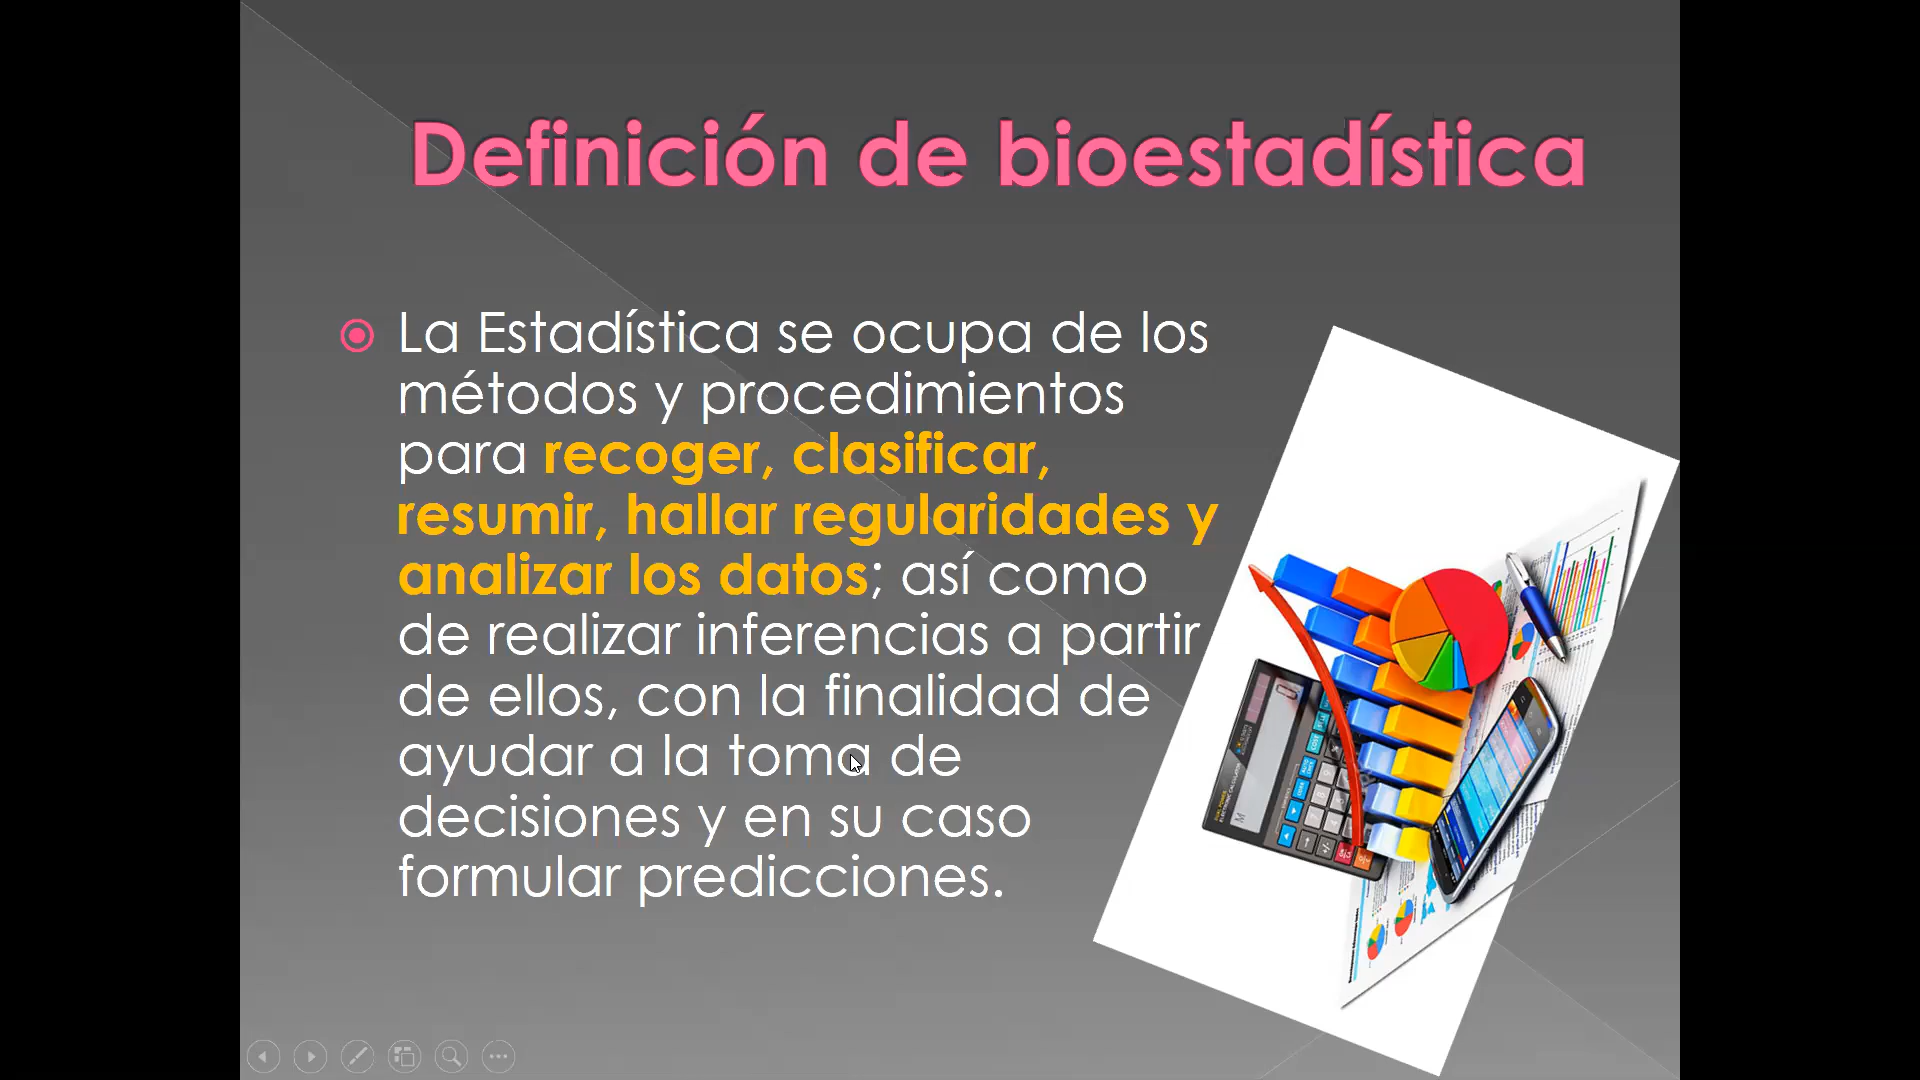 Definición de bioestadística
La Estadística se ocupa de los
métodos y procedimientos
para recoger, clasificar,
resumir, hallar regularidades y
analizar los datos; así como
de realizar inferencias a partir
de ellos, con la finalidad de
ayudar a la toma de
decisiones y en su caso
formular predicciones.